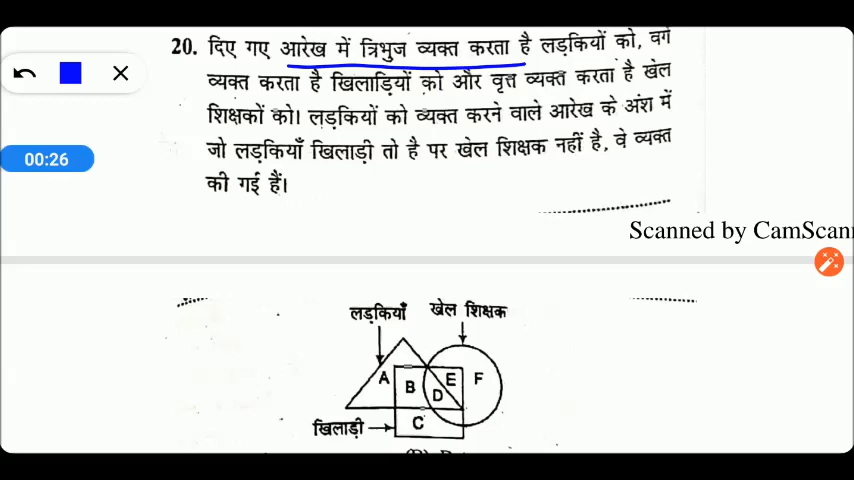 20. दिए गए आरेख में त्रिभुज व्यक्त करता है लड़कियों को, वर्ग
व्यक्त करता है खिलाड़ियों को और वृत्त व्यक्त करता है खेल
शिक्षकों को। लड़कियों को व्यक्त करने वाले आरेख के अंश में
00:26
जो लड़कियाँ खिलाड़ी तो है पर खेल शिक्षक नहीं है, वे व्यक्त
की गई हैं।
Scanned by CamScann
लड़कियाँ खेल शिक्षक
A B E F
D
खिलाड़ी C